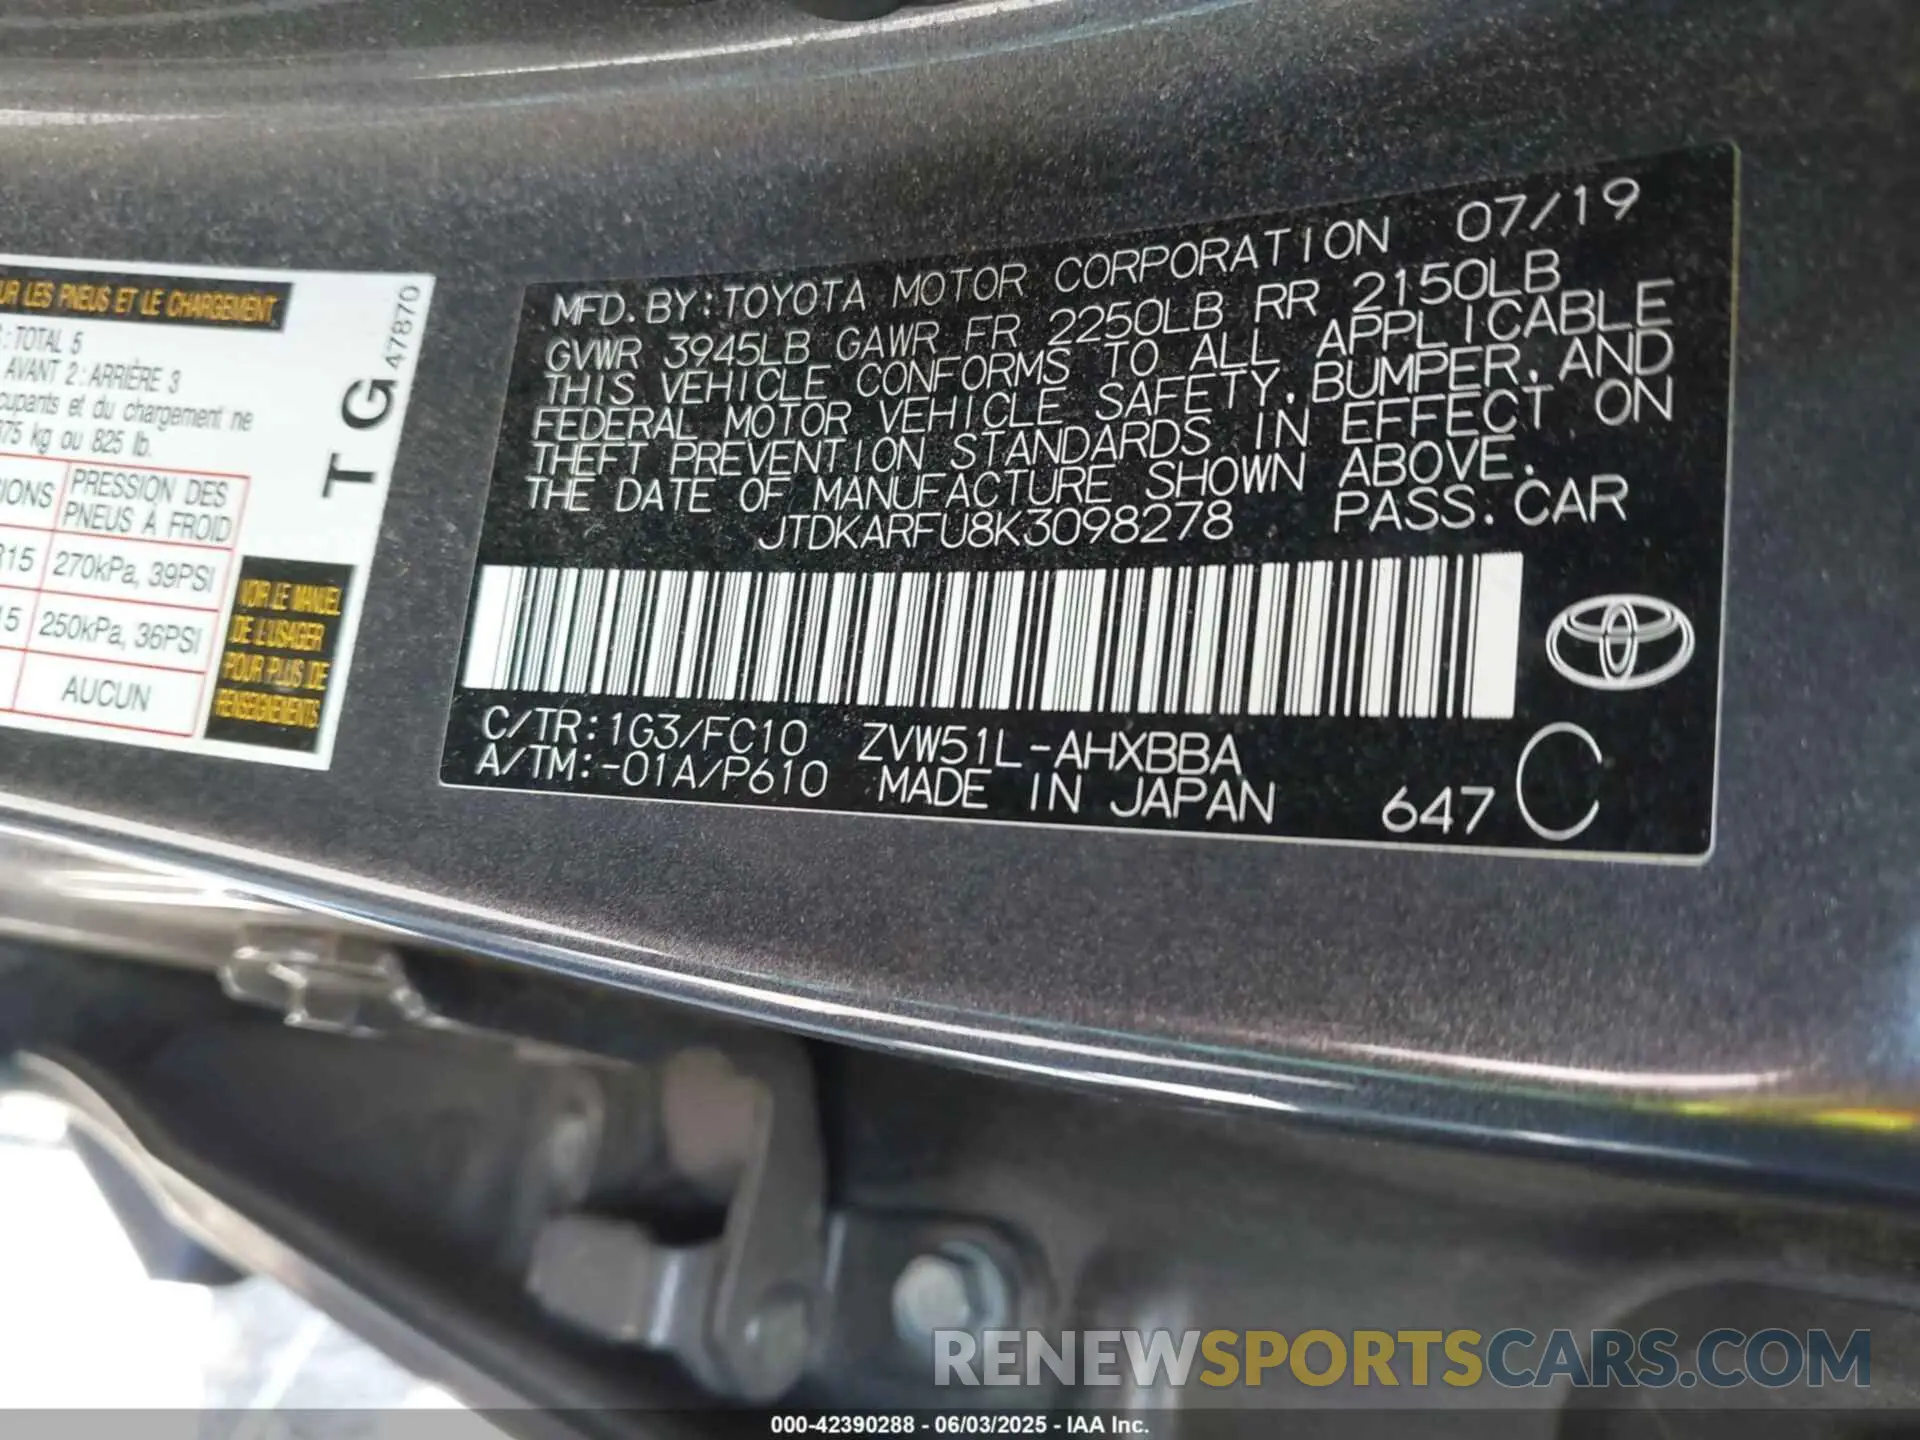 UR LES PNEUS ET LE CHARGEMENT
: TOTAL 5
AVANT 2 : ARRIÈRE 3
cupants et du chargement ne
375 kg ou 825 lb.
IONS PRESSION DES
PNEUS À FROID
R15 270kPa, 39PSI
15 250kPa, 36PSI
AUCUN
TG
47870
VOIR LE MANUEL
DE L'USAGER
POUR PLUS DE
RENSEIGNEMENTS.
MFD. BY: TOYOTA MOTOR CORPORATION 07/19
GVWR 3945LB GAWR FR 2250LB RR 2150LB
THIS VEHICLE CONFORMS TO ALL APPLICABLE
FEDERAL MOTOR VEHICLE SAFETY, BUMPER, AND
THEFT PREVENTION STANDARDS IN EFFECT ON
THE DATE OF MANUFACTURE SHOWN ABOVE.
JTDKARFU8K3098278 PASS. CAR
C/TR: 1G3/FC10 ZVW51L-AHXBBA
A/TM: -01A/P610 MADE IN JAPAN 647 C
RENEWSPORTSCARS.COM
000-42390288 - 06/03/2025 - IAA Inc.